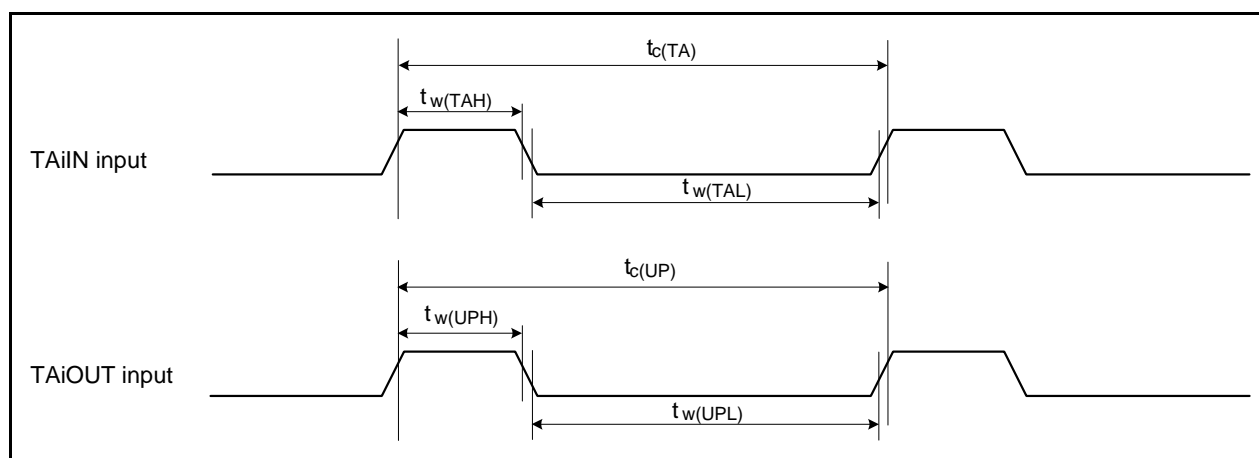 tc(TA)
tw(TAH)
TAiIN input
tw(TAL)
tc(UP)
tw(UPH)
TAiOUT input
tw(UPL)